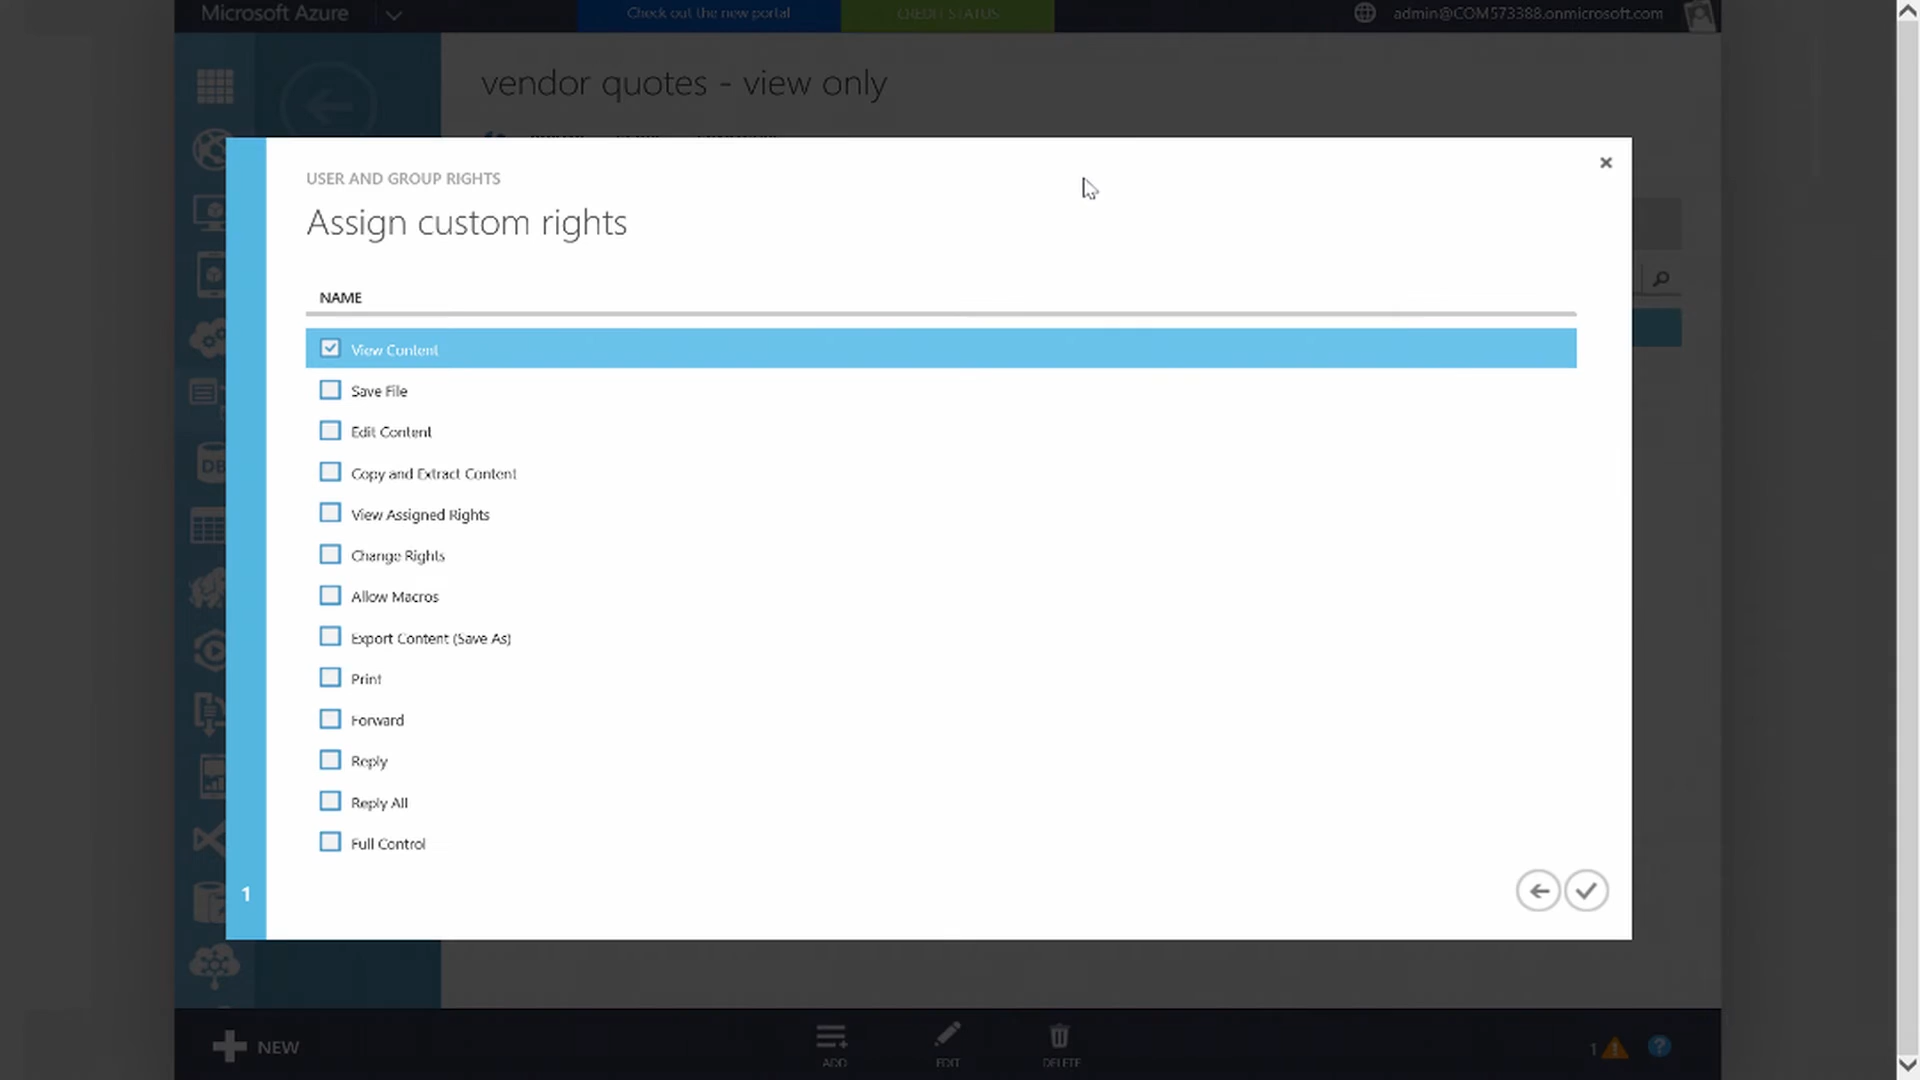 Microsoft Azure
Check out the new portal
CREDIT STATUS
admin@COM573388.onmicrosoft.com
vendor quotes - view only
USER AND GROUP RIGHTS
Assign custom rights
NAME
View Content
Save File
Edit Content
Copy and Extract Content
View Assigned Rights
Change Rights
Allow Macros
Export Content (Save As)
Print
Forward
Reply
Reply All
Full Control
DB
1
NEW
ADD
EDIT
DELETE
1